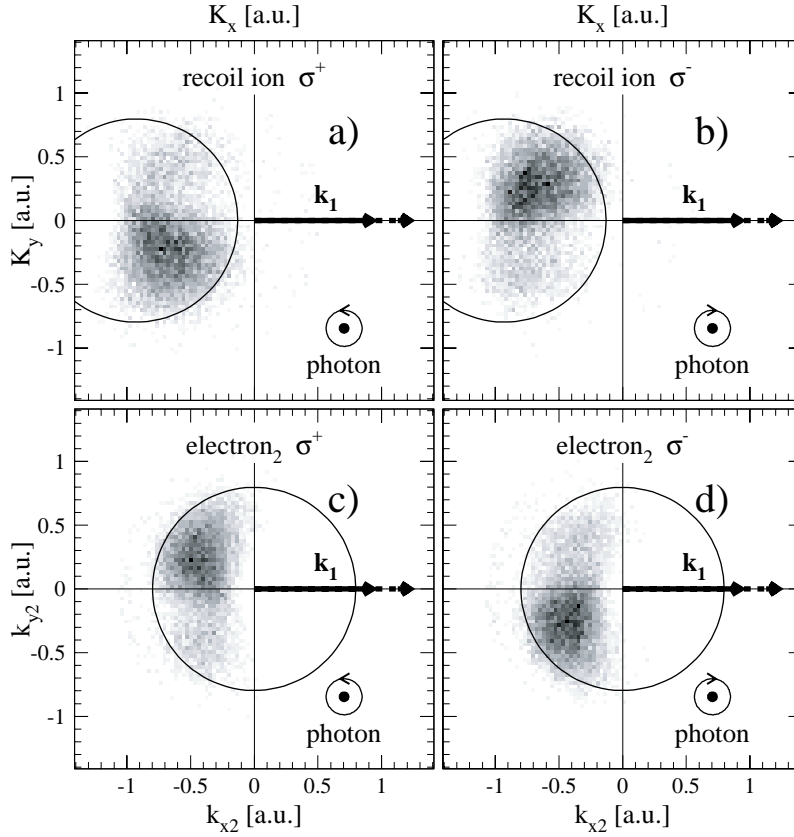 K_x [a.u.] K_x [a.u.]
recoil ion σ^+ recoil ion σ^-
a) b)
k_1 k_1
photon photon
K_y [a.u.]
1
0.5
0
-0.5
-1
electron_2 σ^+ electron_2 σ^-
c) d)
k_1 k_1
photon photon
k_y2 [a.u.]
1
0.5
0
-0.5
-1
-1 -0.5 0 0.5 1 -1 -0.5 0 0.5 1
k_x2 [a.u.] k_x2 [a.u.]